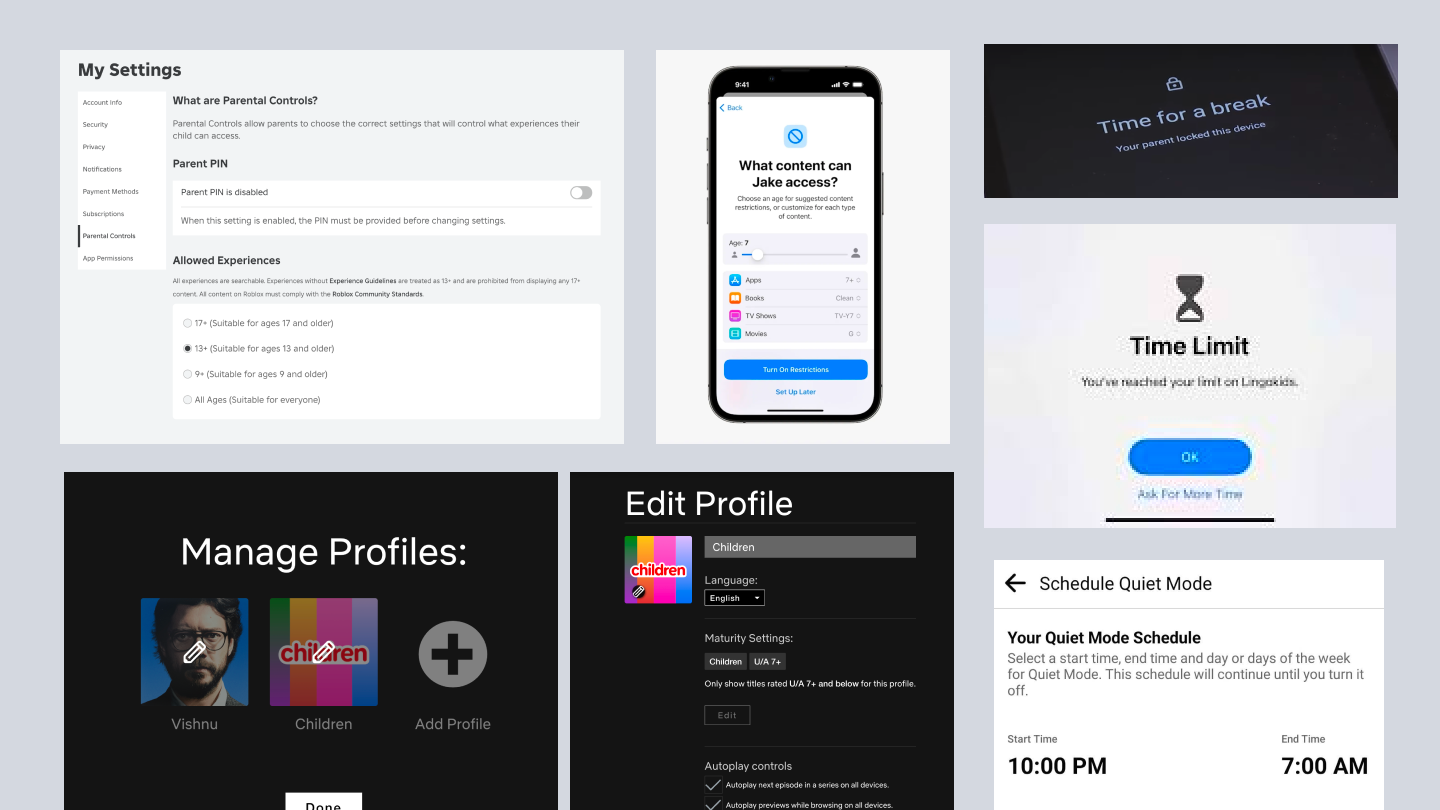 My Settings
Account Info
Security
Privacy
Notifications
Payment Methods
Subscriptions
Parental Controls
App Permissions
What are Parental Controls?
Parental Controls allow parents to choose the correct settings that will control what experiences their
child can access.
Parent PIN
Parent PIN is disabled
When this setting is enabled, the PIN must be provided before changing settings.
Allowed Experiences
All experiences are searchable. Experiences without Experience Guidelines are treated as 13+ and are prohibited from displaying any 17+
content. All content on Roblox must comply with the Roblox Community Standards.
17+ (Suitable for ages 17 and older)
13+ (Suitable for ages 13 and older)
9+ (Suitable for ages 9 and older)
All Ages (Suitable for everyone)
9:41
Back
What content can
Jake access?
Choose an age for suggested content
restrictions, or customize for each type
of content.
Age: 7
Apps 7+
Books Clean
TV Shows TV-Y7
Movies G
Turn On Restrictions
Set Up Later
Time for a break
Your parent locked this device
Time Limit
You've reached your limit on Lingokids.
OK
Ask For More Time
Manage Profiles:
children
Vishnu
Children
Add Profile
Done
Edit Profile
children
Children
Language:
English
Maturity Settings:
Children U/A 7+
Only show titles rated U/A 7+ and below for this profile.
Edit
Autoplay controls
Autoplay next episode in a series on all devices.
Autoplay previews while browsing on all devices.
Schedule Quiet Mode
Your Quiet Mode Schedule
Select a start time, end time and day or days of the week
for Quiet Mode. This schedule will continue until you turn it
off.
Start Time
End Time
10:00 PM
7:00 AM